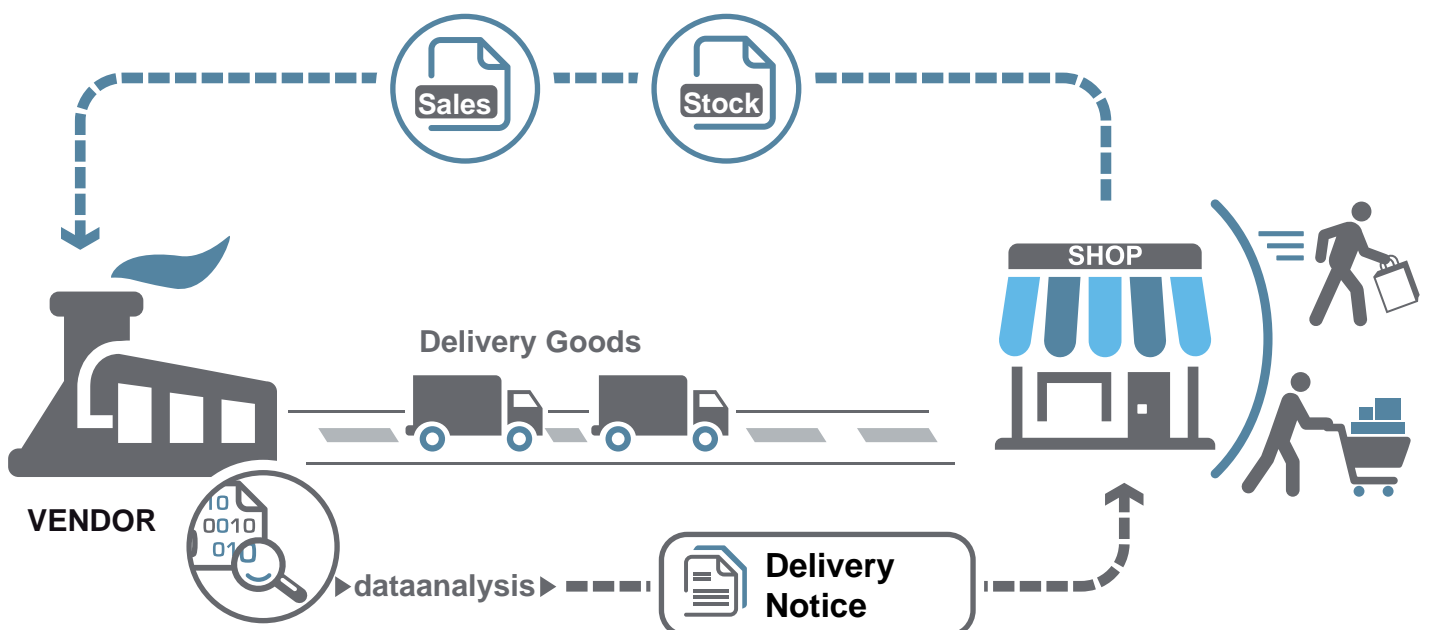 Sales
Stock
SHOP
Delivery Goods
VENDOR
10
0010
010
dataanalysis
Delivery
Notice